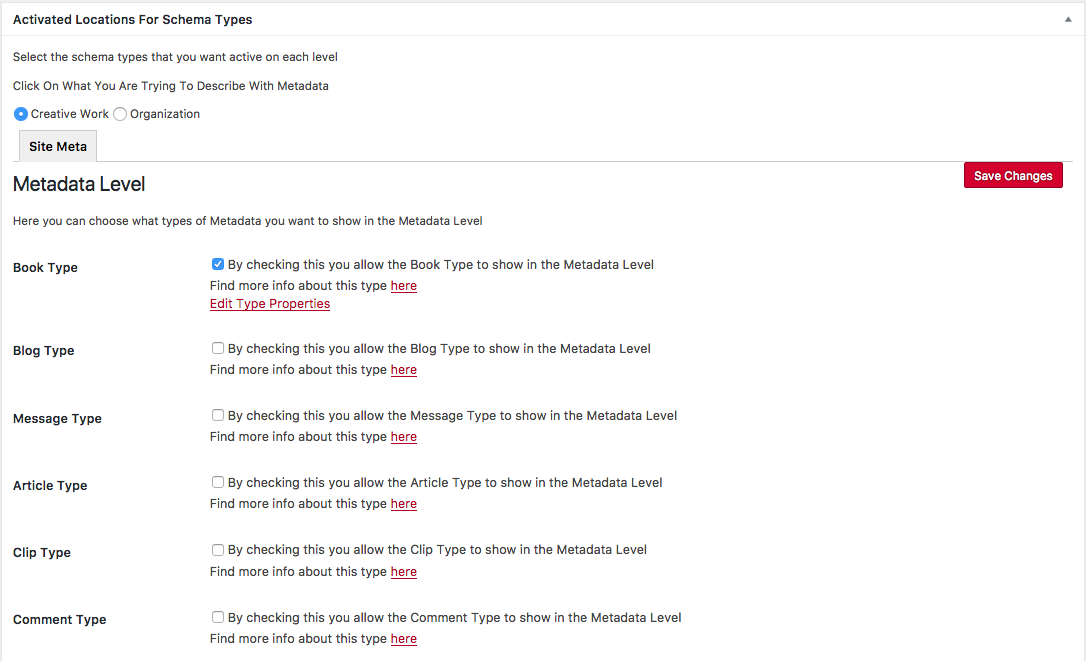 Activated Locations For Schema Types
Select the schema types that you want active on each level
Click On What You Are Trying To Describe With Metadata
Creative Work Organization
Site Meta
Save Changes
Metadata Level
Here you can choose what types of Metadata you want to show in the Metadata Level
Book Type By checking this you allow the Book Type to show in the Metadata Level
Find more info about this type here
Edit Type Properties
Blog Type By checking this you allow the Blog Type to show in the Metadata Level
Find more info about this type here
Message Type By checking this you allow the Message Type to show in the Metadata Level
Find more info about this type here
Article Type By checking this you allow the Article Type to show in the Metadata Level
Find more info about this type here
Clip Type By checking this you allow the Clip Type to show in the Metadata Level
Find more info about this type here
Comment Type By checking this you allow the Comment Type to show in the Metadata Level
Find more info about this type here